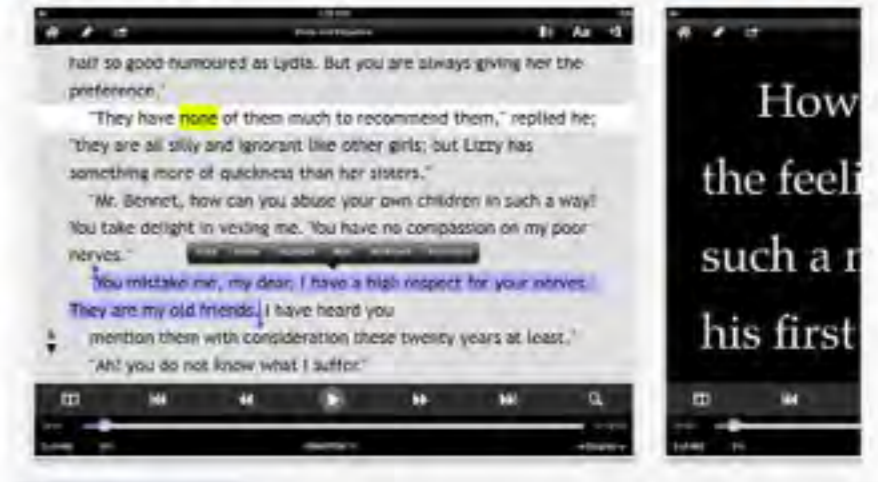 Aa
half so good humoured as Lydia. But you are always giving her the
preference."
"They have none of them much to recommend them," replied he;
"they are all silly and ignorant like other girls; but Lizzy has
something more of quickness than her sisters."
"Mr. Bennet, how can you abuse your own children in such a way?
You take delight in vexing me. You have no compassion on my poor
nerves."
"You mistake me, my dear. I have a high respect for your nerves.
They are my old friends. I have heard you
mention them with consideration these twenty years at least."
"Ah! you do not know what I suffer."
How
the feeli
such a
his first